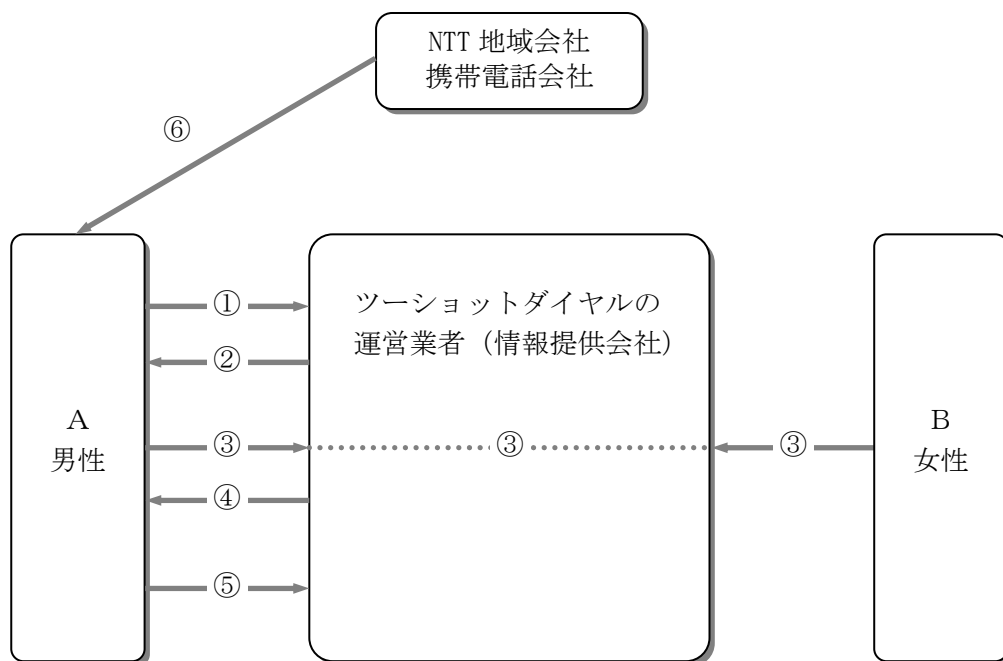 NTT 地域会社
携帯電話会社
⑥
①
ツーショットダイヤルの
運営業者（情報提供会社）
②
A
男性
③
③
③
B
女性
④
⑤